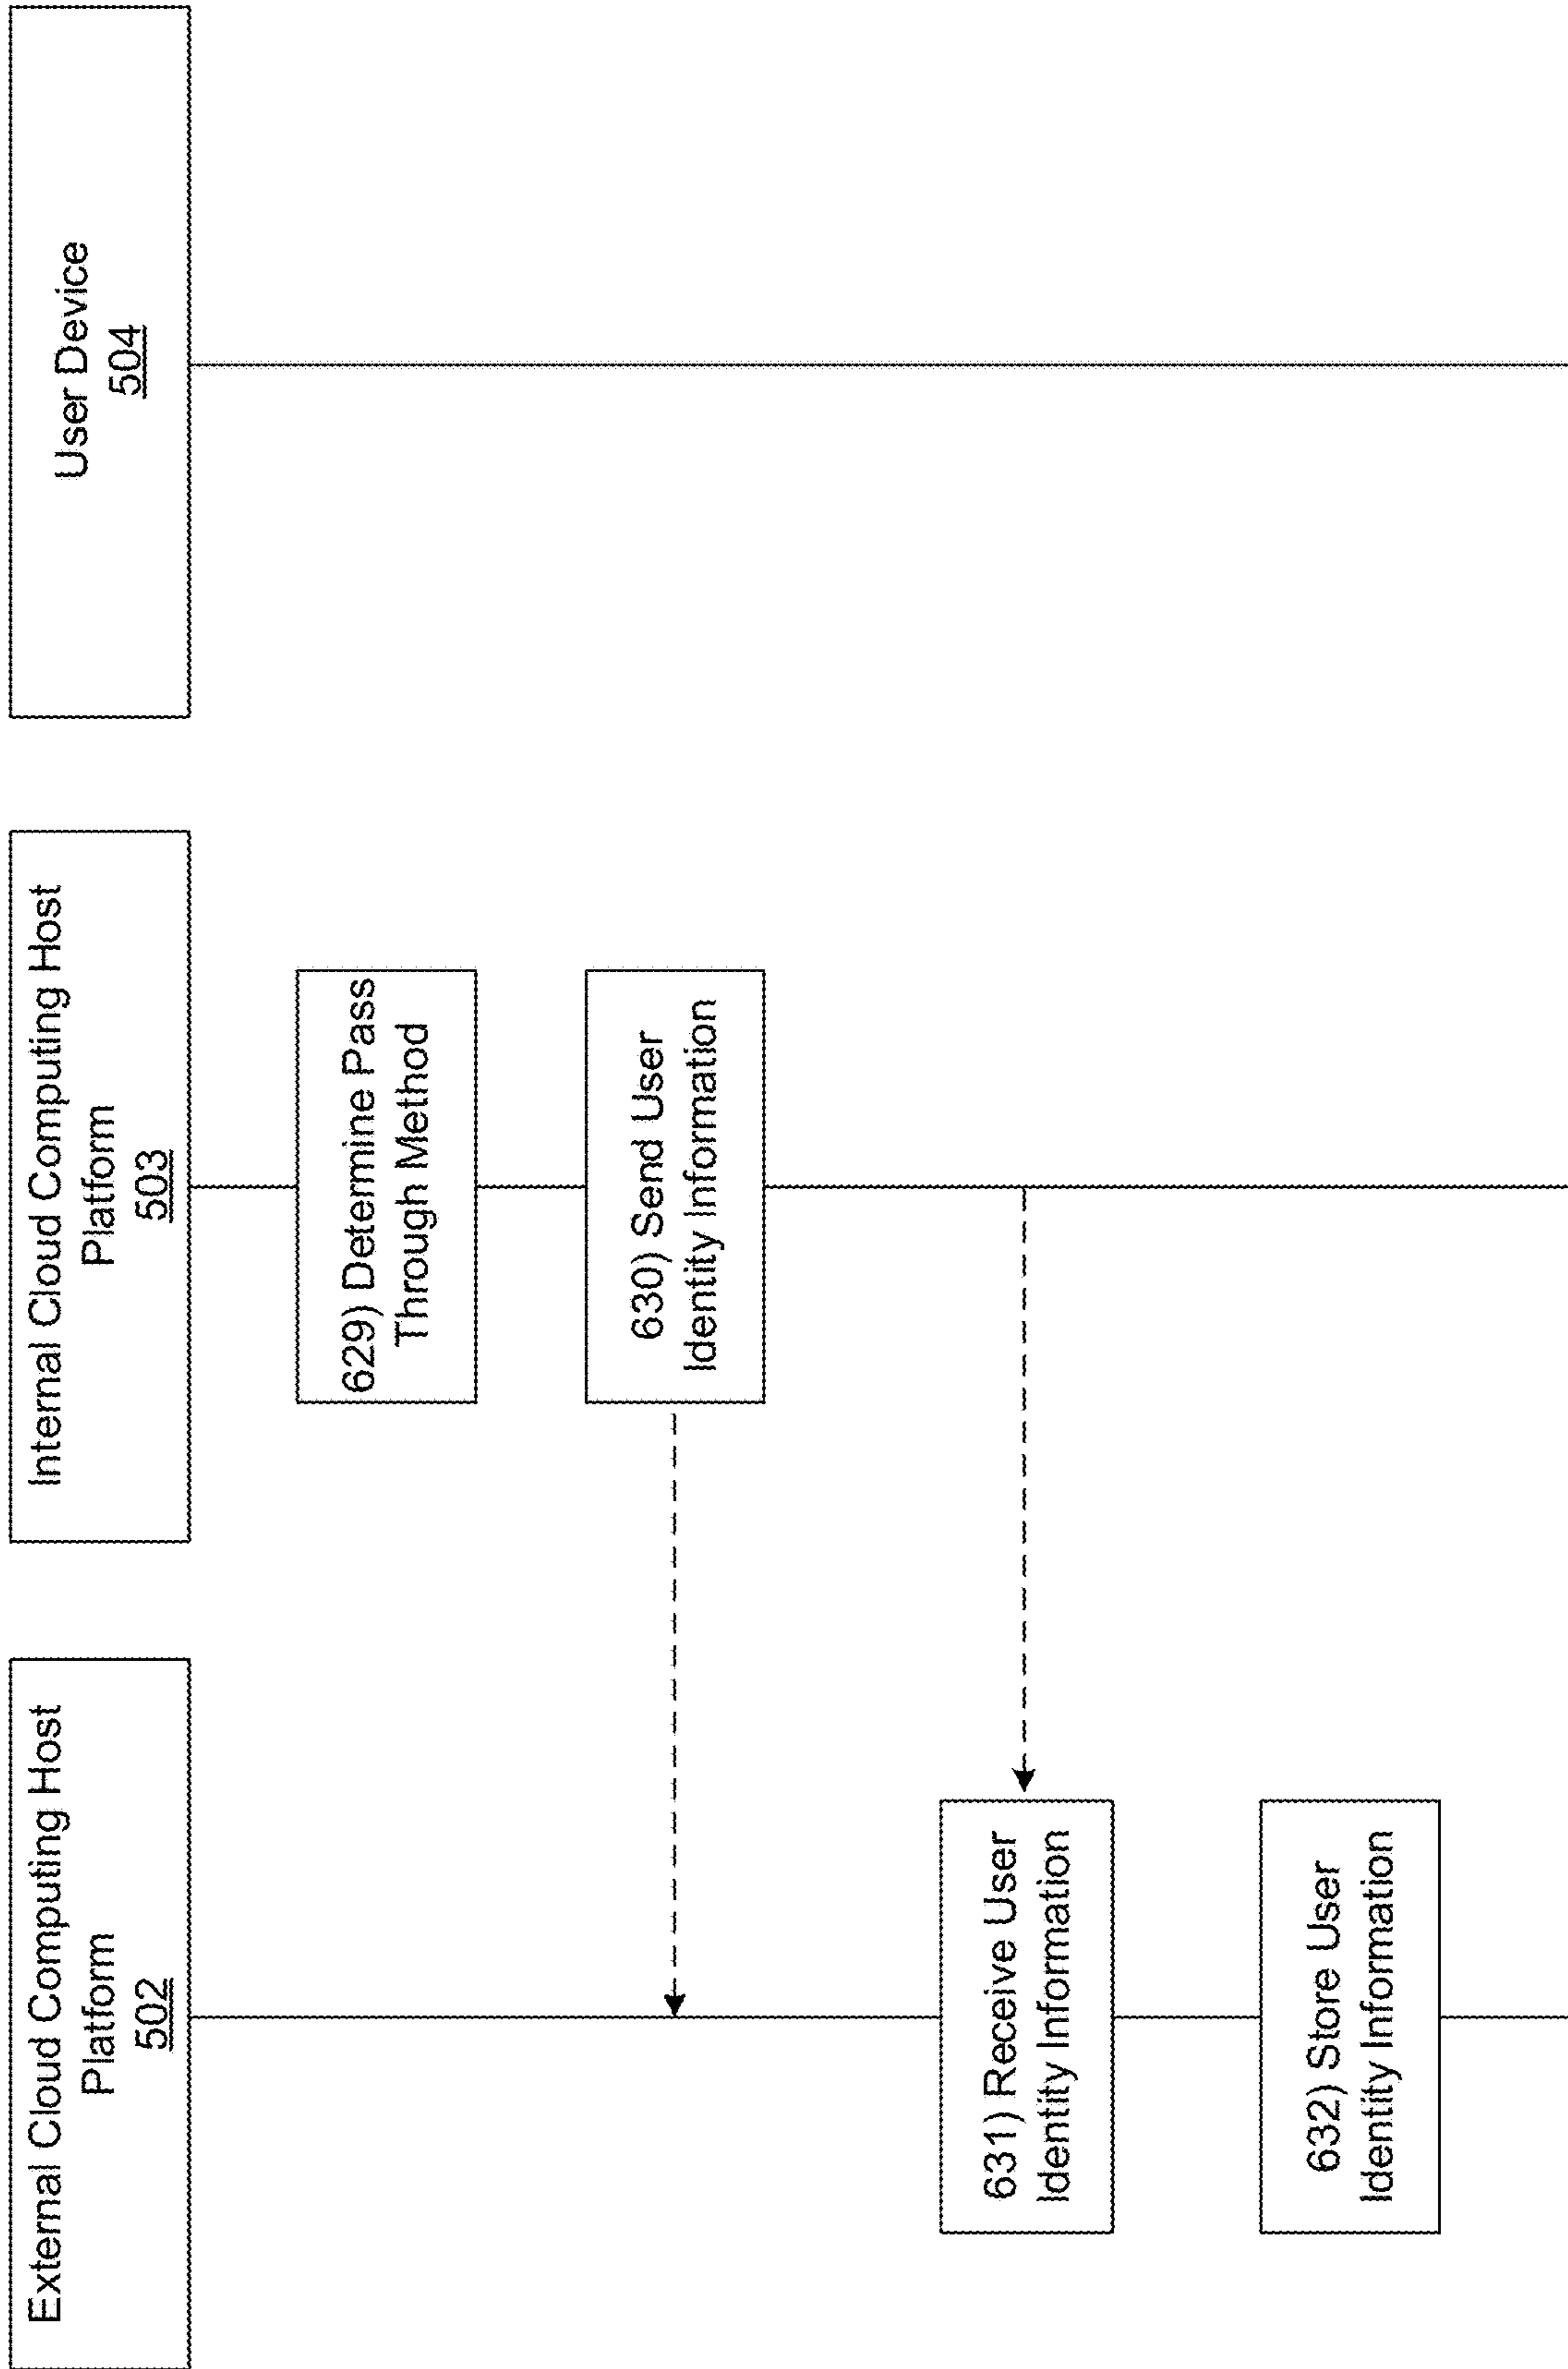 External Cloud Computing Host
Platform
502
Internal Cloud Computing Host
Platform
503
User Device
504
629) Determine Pass
Through Method
630) Send User
Identity Information
631) Receive User
Identity Information
632) Store User
Identity Information